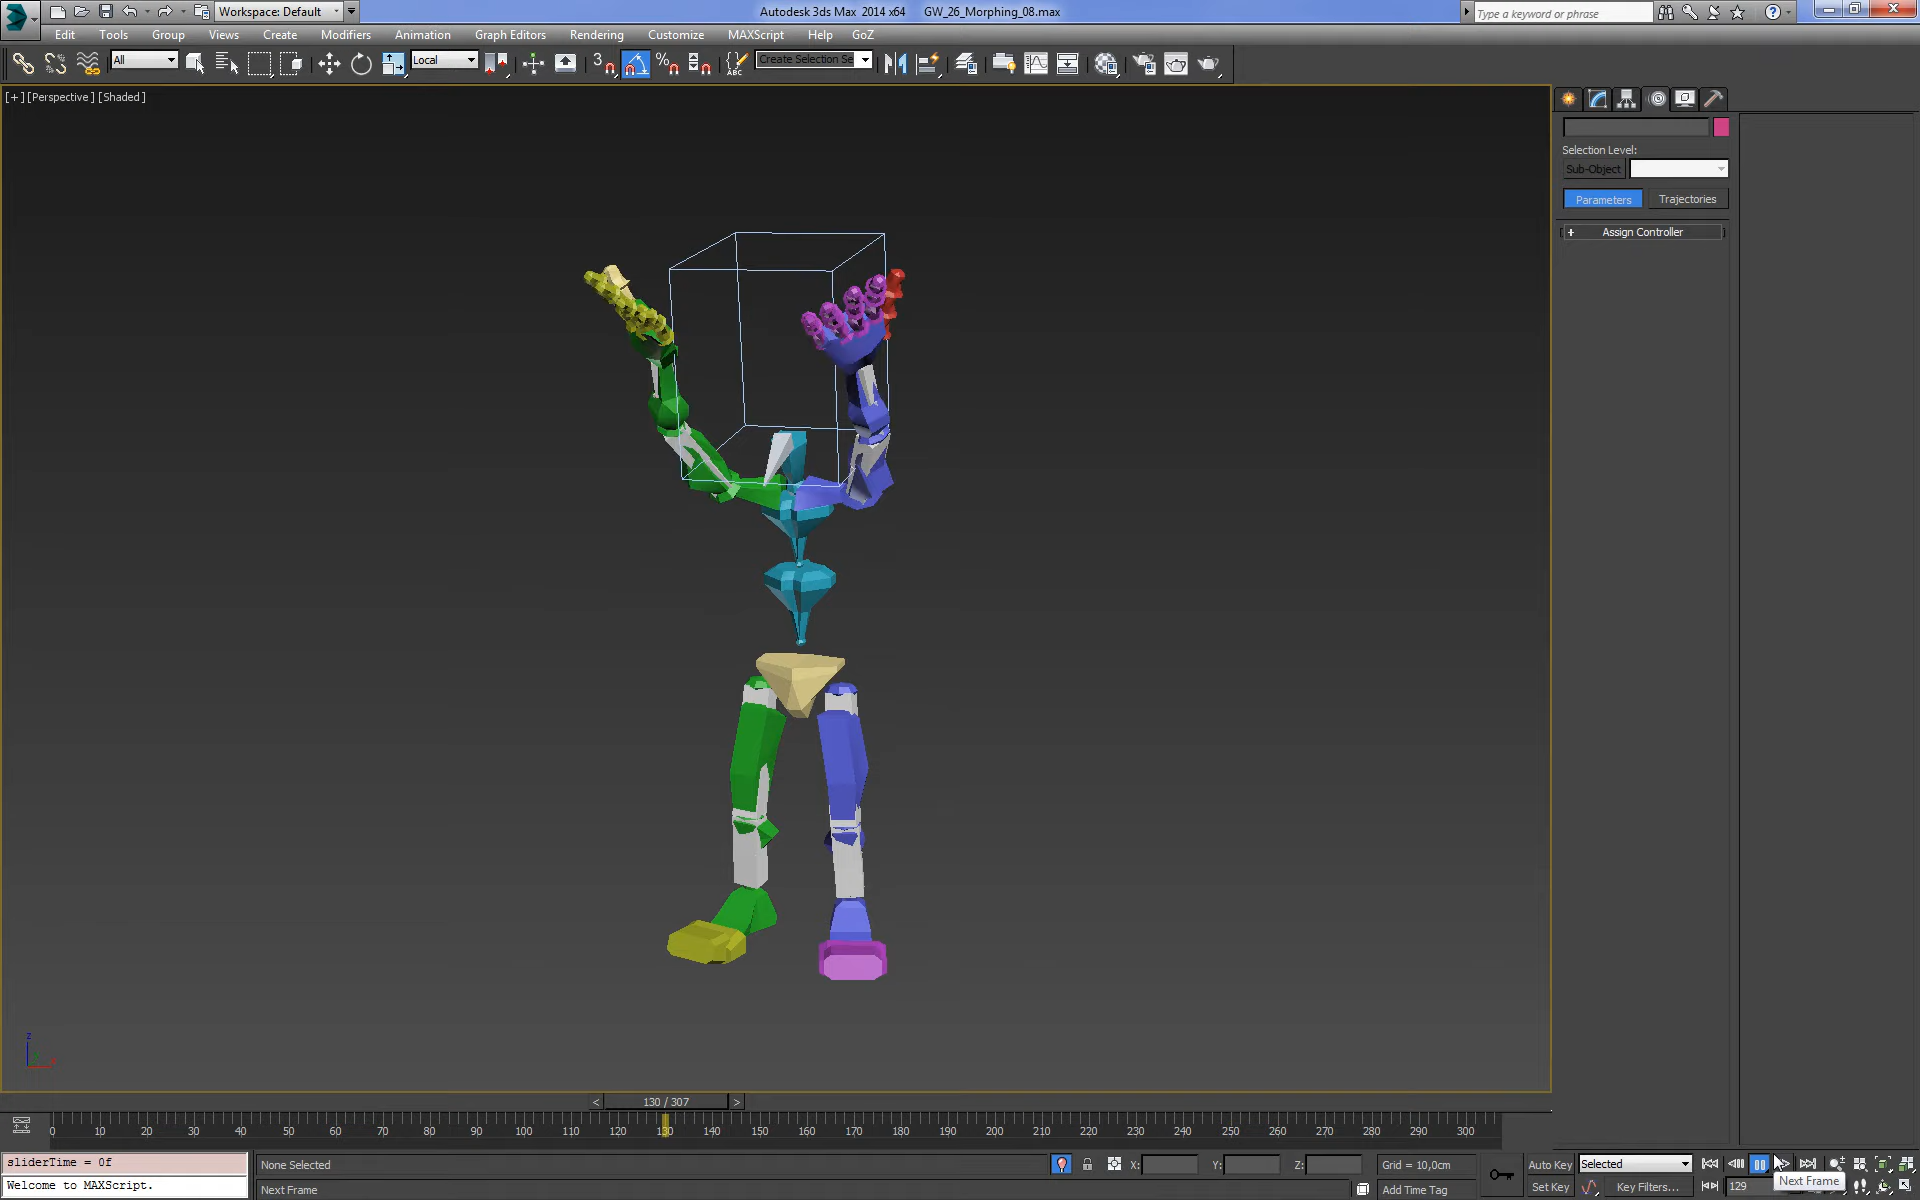 Workspace: Default
Autodesk 3ds Max 2014 x64 GW_26_Morphing_08.max
Type a keyword or phrase
Edit Tools Group Views Create Modifiers Animation Graph Editors Rendering Customize MAXScript Help GoZ
All
Local
3
%
ABC
Create Selection Se
[+] [Perspective] [Shaded]
Selection Level:
Sub-Object
Parameters Trajectories
+ Assign Controller
z
< 130 / 307 >
0 10 20 30 40 50 60 70 80 90 100 110 120 130 140 150 160 170 180 190 200 210 220 230 240 250 260 270 280 290 300
sliderTime = 0f
None Selected
X:
Y:
Z:
Grid = 10,0cm
Auto Key
Selected
Welcome to MAXScript.
Next Frame
Add Time Tag
Set Key
Key Filters...
129
Next Frame